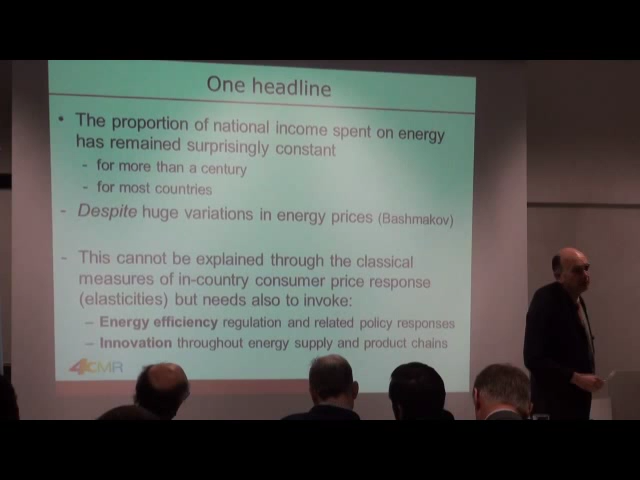 One headline
• The proportion of national income spent on energy
has remained surprisingly constant
- for more than a century
- for most countries
- Despite huge variations in energy prices (Bashmakov)
- This cannot be explained through the classical
measures of in-country consumer price response
(elasticities) but needs also to invoke:
– Energy efficiency regulation and related policy responses
– Innovation throughout energy supply and product chains
4CMR